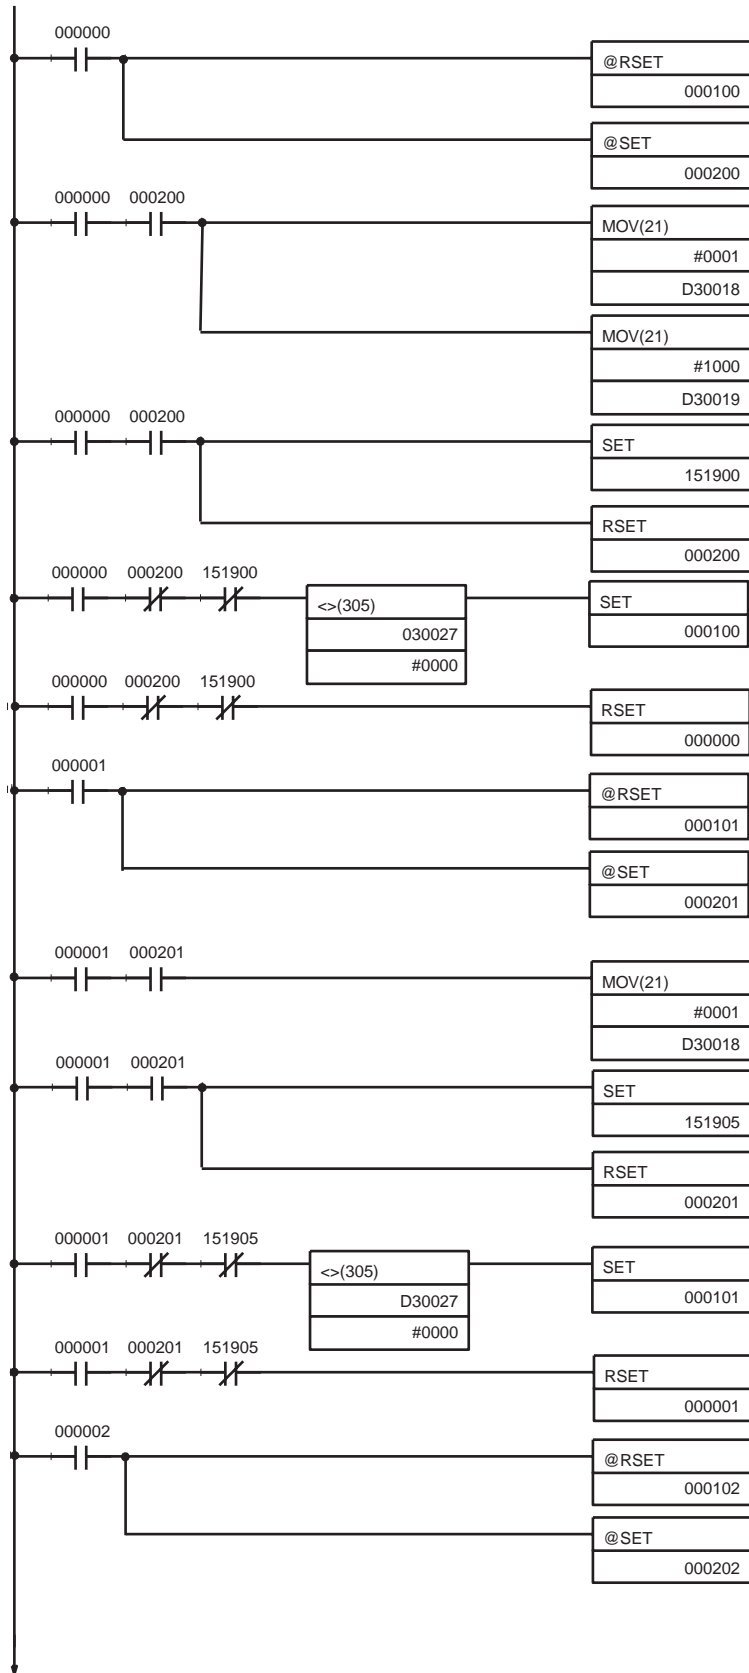 000000
@RSET
000100
@SET
000200
000000 000200
MOV(21)
#0001
D30018
MOV(21)
#1000
D30019
000000 000200
SET
151900
RSET
000200
000000 000200 151900
<>(305)
030027
#0000
SET
000100
000000 000200 151900
RSET
000000
000001
@RSET
000101
@SET
000201
000001 000201
MOV(21)
#0001
D30018
000001 000201
SET
151905
RSET
000201
000001 000201 151905
<>(305)
D30027
#0000
SET
000101
000001 000201 151905
RSET
000001
000002
@RSET
000102
@SET
000202